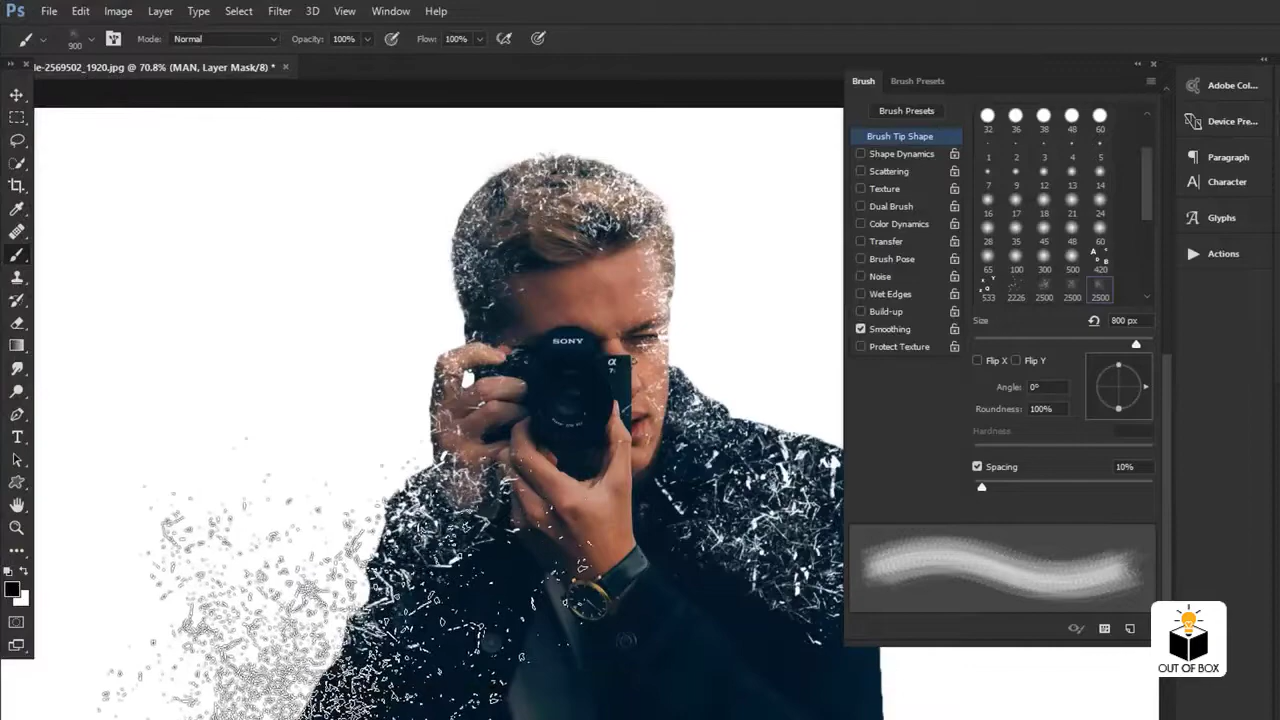 Ps File Edit Image Layer Type Select Filter 3D View Window Help
900 Mode: Normal Opacity: 100% Flow: 100%
le-2569502_1920.jpg @ 70.8% (MAN, Layer Mask/8) * ×
Brush Brush Presets
Brush Presets
Brush Tip Shape
Shape Dynamics
Scattering
Texture
Dual Brush
Color Dynamics
Transfer
Brush Pose
Noise
Wet Edges
Build-up
Smoothing
Protect Texture
32 36 38 48 60
1 2 3 4 5
7 9 12 13 14
16 17 18 21 24
28 35 45 48 60
65 100 300 500 420
533 2226 2500 2500 2500
Size 800 px
Flip X Flip Y
Angle: 0°
Roundness: 100%
Hardness
Spacing 10%
Adobe Col...
Device Pre...
Paragraph
Character
Glyphs
Actions
SONY
α
OUT OF BOX